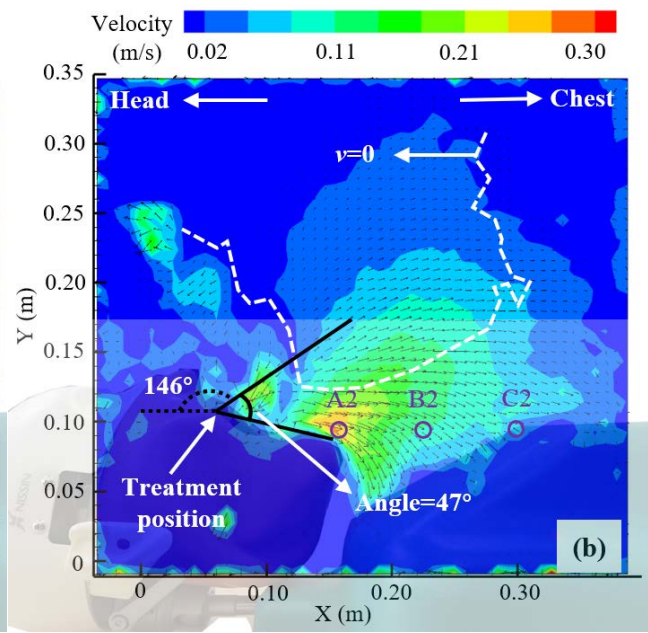 Velocity
(m/s)
0.02 0.11 0.21 0.30
0.35
0.30
0.25
0.20
0.15
0.10
0.05
0
Y (m)
Head
Chest
v=0
146°
A2 B2 C2
Treatment
position
Angle=47°
NISSIN
(b)
0 0.10 0.20 0.30
X (m)